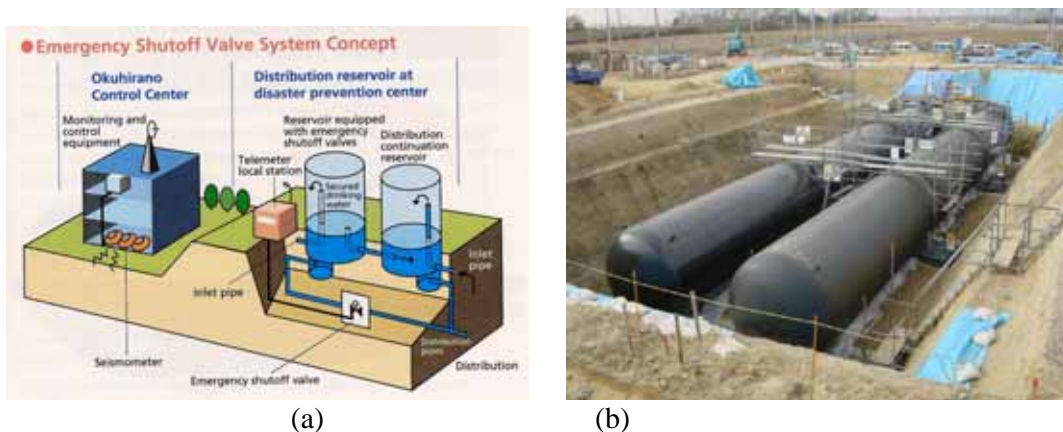 Emergency Shutoff Valve System Concept
Okuhirano
Control Center
Distribution reservoir at
disaster prevention center
Monitoring and
control
equipment
Reservoir equipped
with emergency
shutoff valves
Distribution
continuation
reservoir
Telemeter
local station
Secured
drinking
water
Inlet
pipe
Inlet pipe
Seismometer
Emergency shutoff valve
Distribution
(a)
(b)